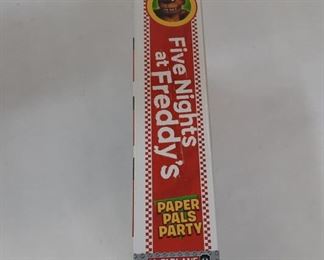 Five Nights
at Freddy's
PAPER
PALS
PARTY